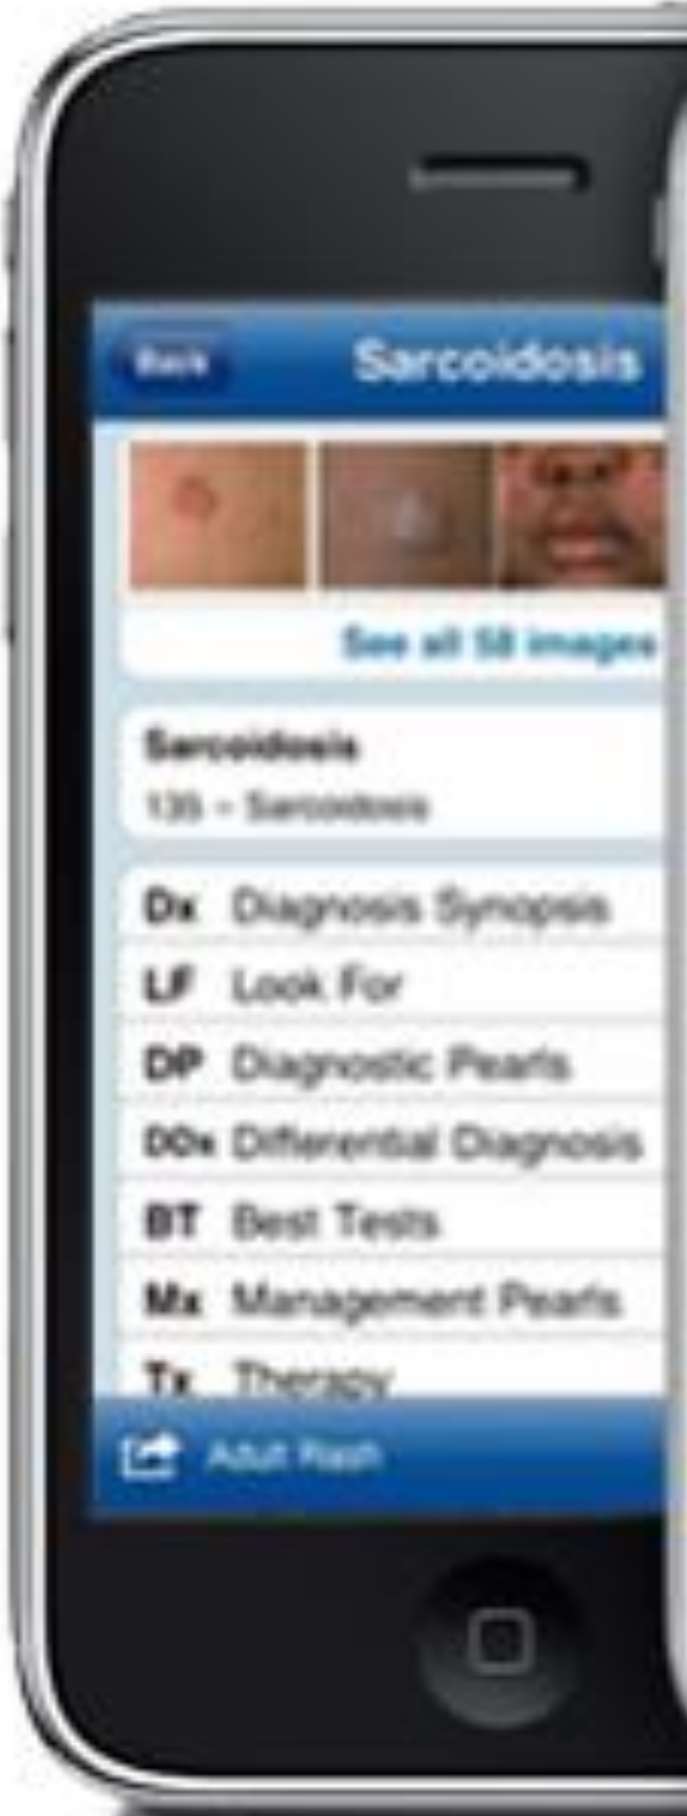 Back
Sarcoidosis
See all 58 images
Sarcoidosis
135 - Sarcoidosis
Dx Diagnosis Synopsis
LF Look For
DP Diagnostic Pearls
DDx Differential Diagnosis
BT Best Tests
Mx Management Pearls
Tx Therapy
Adult Rash